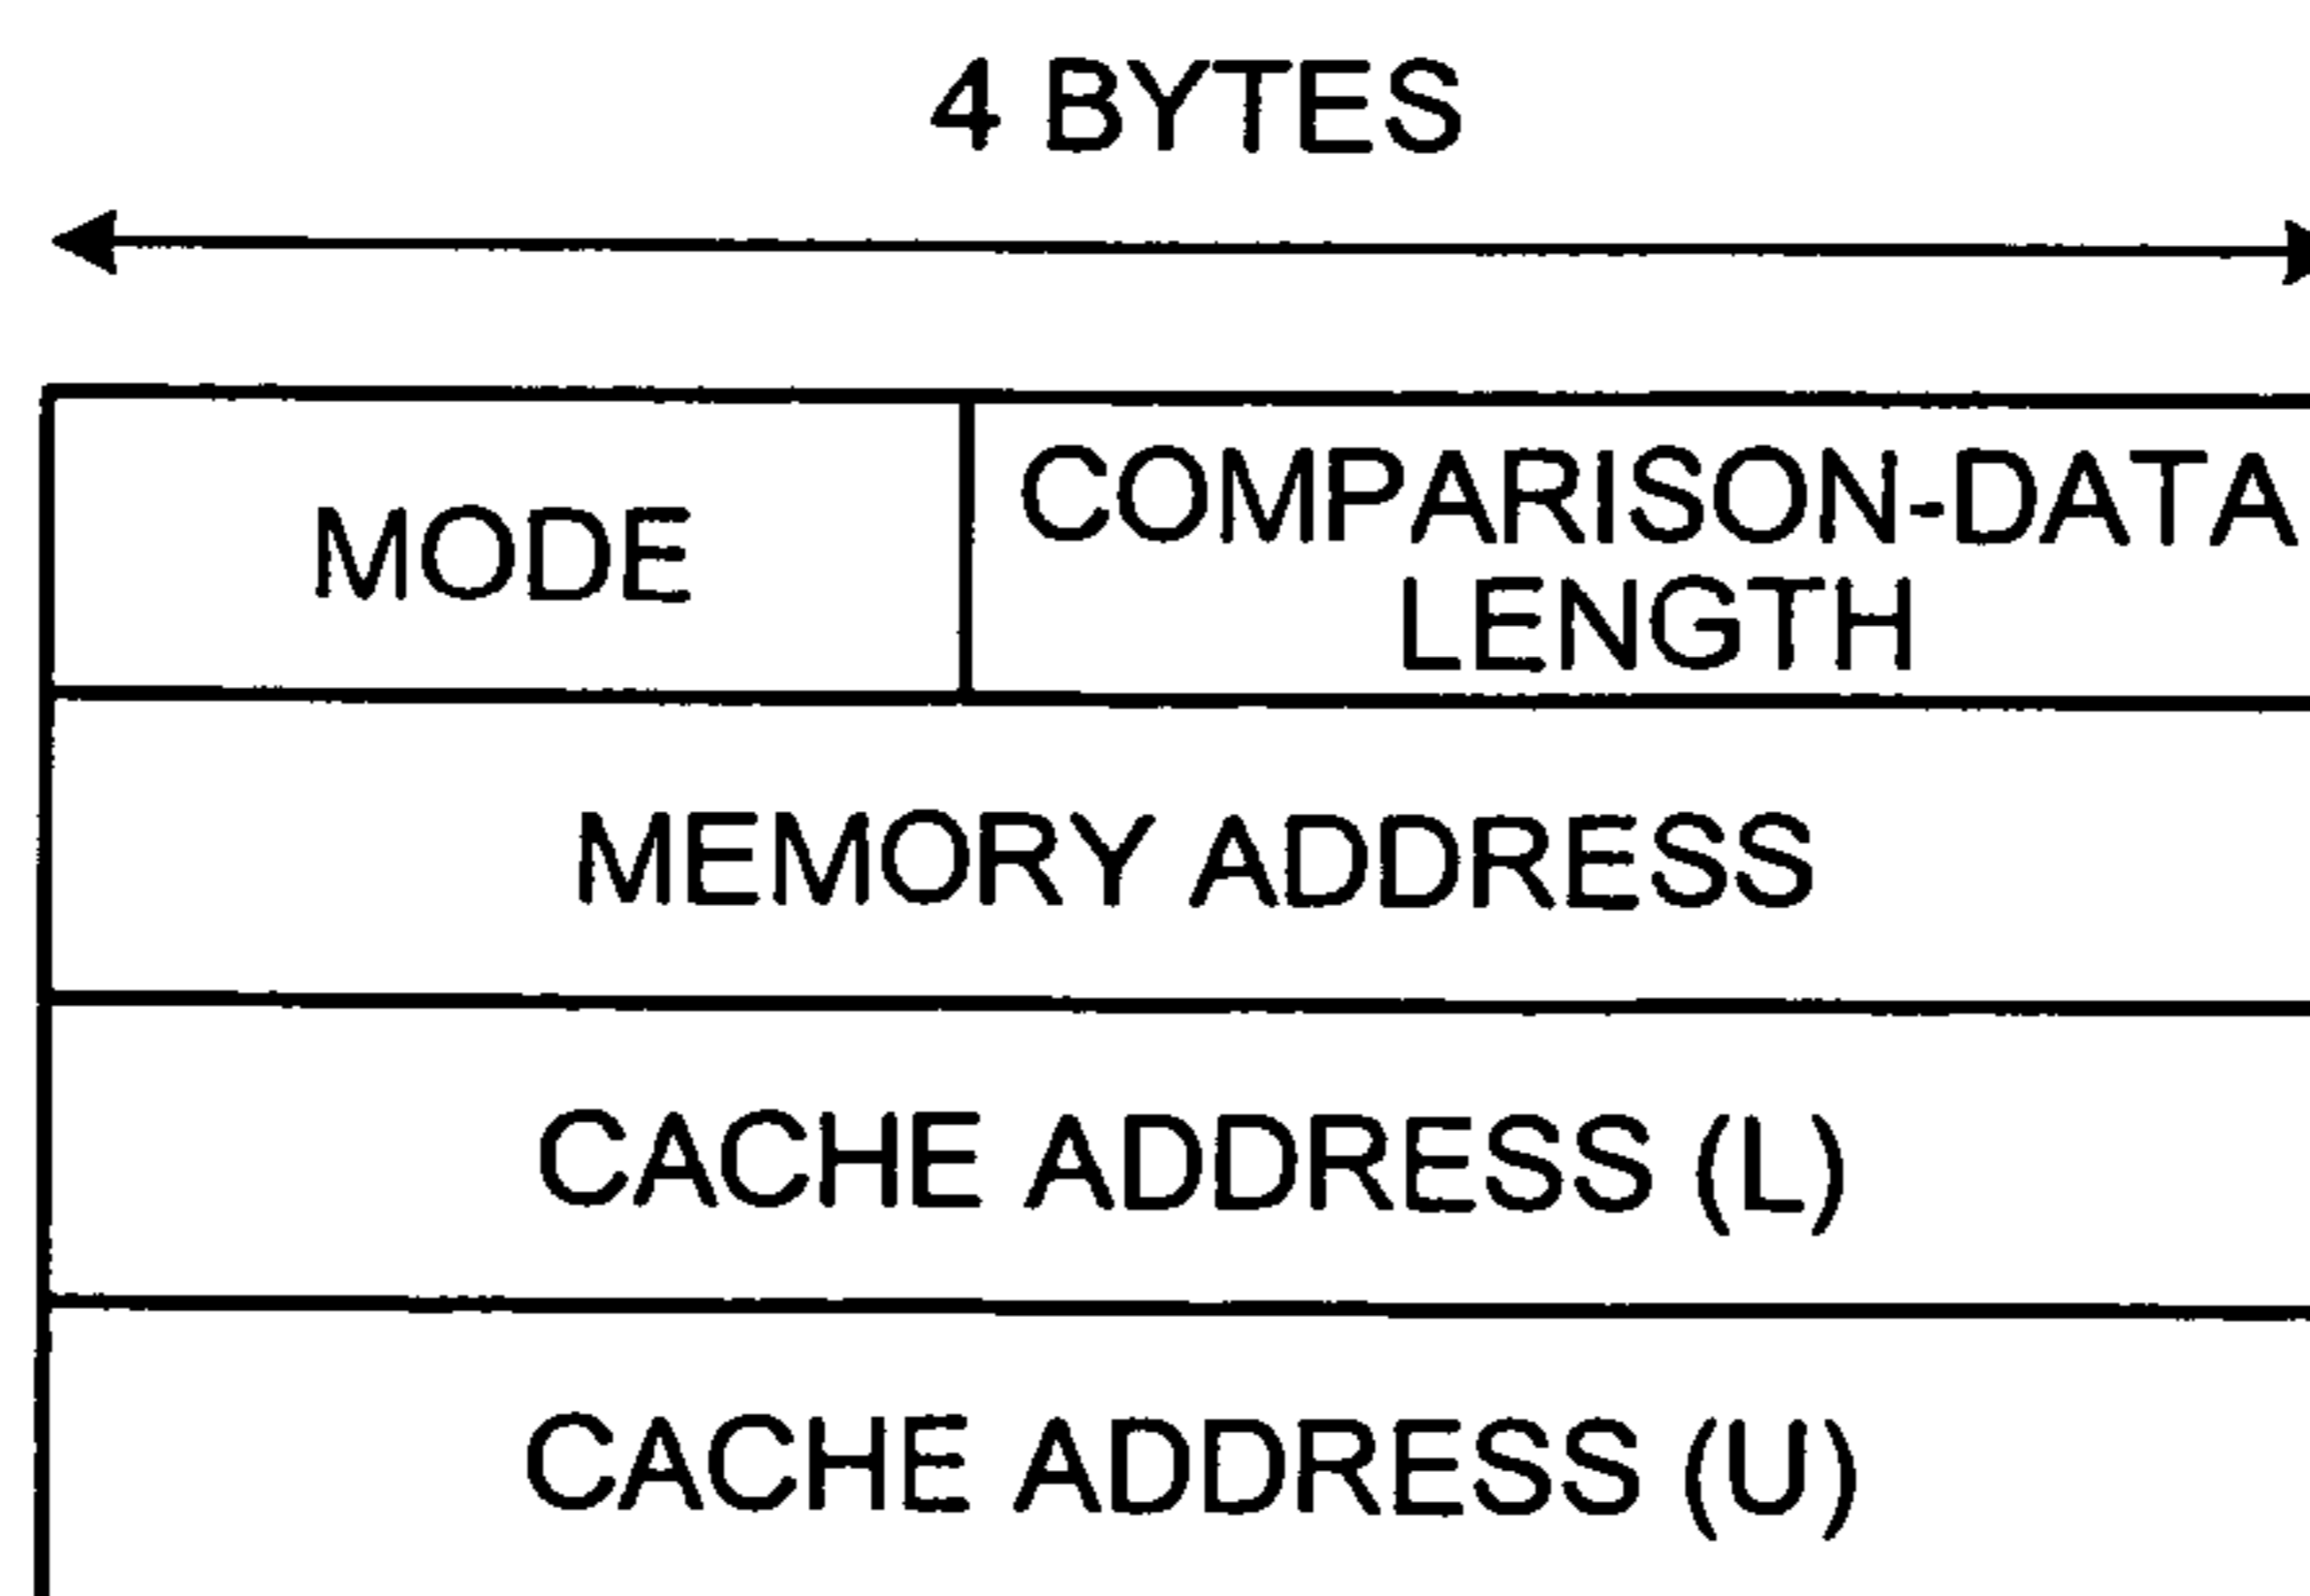 4 BYTES
MODE
COMPARISON-DATA
LENGTH
MEMORY ADDRESS
CACHE ADDRESS (L)
CACHE ADDRESS (U)